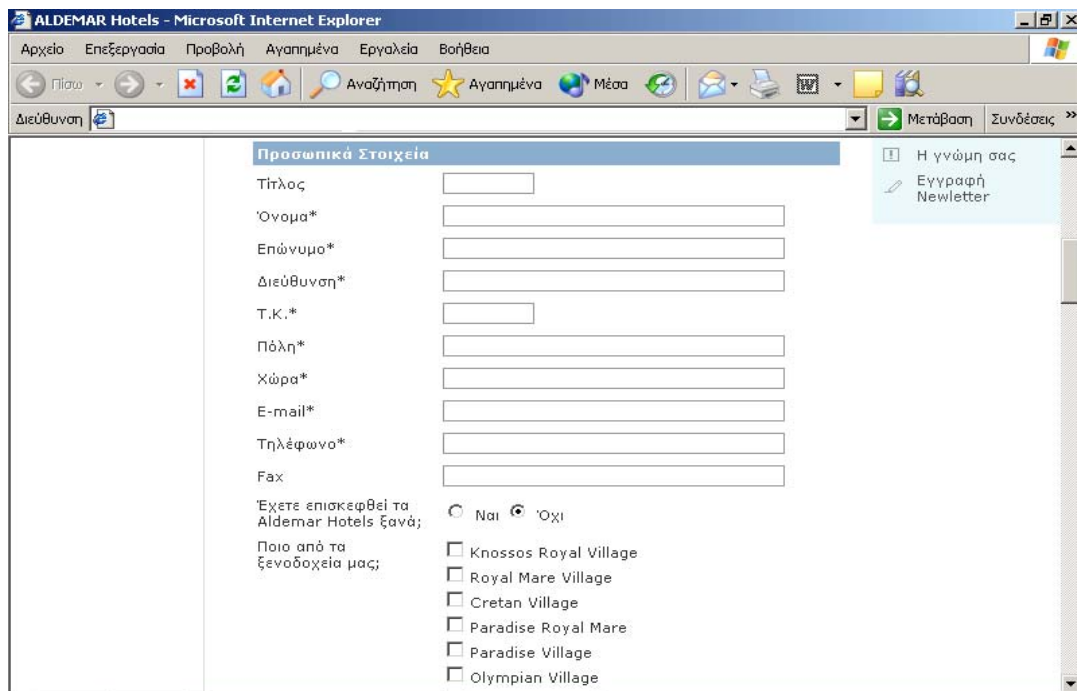 ALDEMAR Hotels - Microsoft Internet Explorer
Αρχείο Επεξεργασία Προβολή Αγαπημένα Εργαλεία Βοήθεια
Πίσω Αναζήτηση Αγαπημένα Μέσα
Διεύθυνση Μετάβαση Συνδέσεις »
Προσωπικά Στοιχεία
Τίτλος
Όνομα*
Επώνυμο*
Διεύθυνση*
Τ.Κ.*
Πόλη*
Χώρα*
E-mail*
Τηλέφωνο*
Fax
Έχετε επισκεφθεί τα
Aldemar Hotels ξανά;
Ναι Όχι
Ποιο από τα
ξενοδοχεία μας;
Knossos Royal Village
Royal Mare Village
Cretan Village
Paradise Royal Mare
Paradise Village
Olympian Village
Η γνώμη σας
Εγγραφή
Newletter